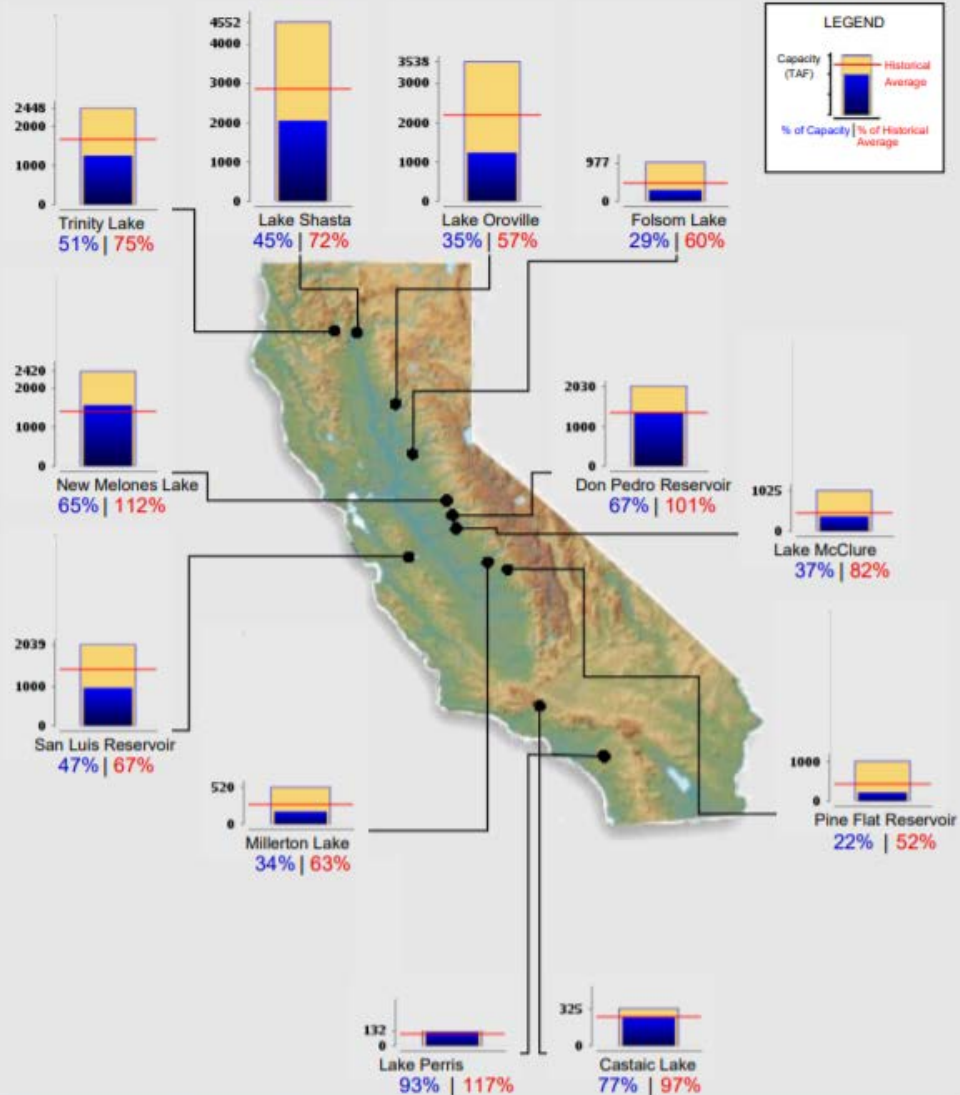 4552
4000
3000
2000
1000
0
Lake Shasta
45% | 72%
3538
3000
2000
1000
0
Lake Oroville
35% | 57%
977
0
Folsom Lake
29% | 60%
LEGEND
Capacity
(TAF)
Historical
Average
% of Capacity | % of Historical
Average
2448
2000
1000
0
Trinity Lake
51% | 75%
2420
2000
1000
0
New Melones Lake
65% | 112%
2030
1000
0
Don Pedro Reservoir
67% | 101%
1025
0
Lake McClure
37% | 82%
2039
1000
0
San Luis Reservoir
47% | 67%
520
0
Millerton Lake
34% | 63%
1000
0
Pine Flat Reservoir
22% | 52%
132
0
Lake Perris
93% | 117%
325
0
Castaic Lake
77% | 97%